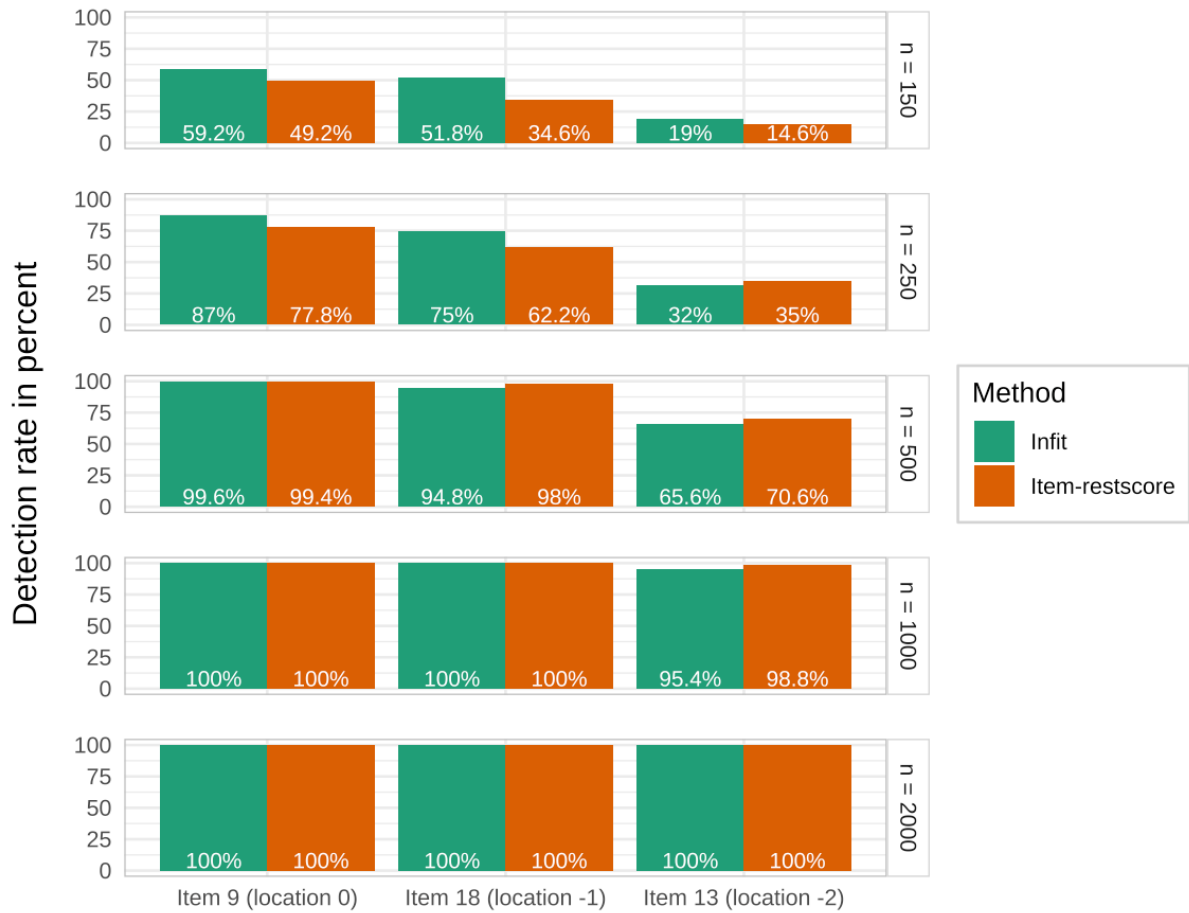 Detection rate in percent
100
75
50
25
0
59.2% 49.2% 51.8% 34.6% 19% 14.6%
n = 150
100
75
50
25
0
87% 77.8% 75% 62.2% 32% 35%
n = 250
100
75
50
25
0
99.6% 99.4% 94.8% 98% 65.6% 70.6%
n = 500
100
75
50
25
0
100% 100% 100% 100% 95.4% 98.8%
n = 1000
100
75
50
25
0
100% 100% 100% 100% 100% 100%
n = 2000
Item 9 (location 0) Item 18 (location -1) Item 13 (location -2)
Method
Infit
Item-restscore